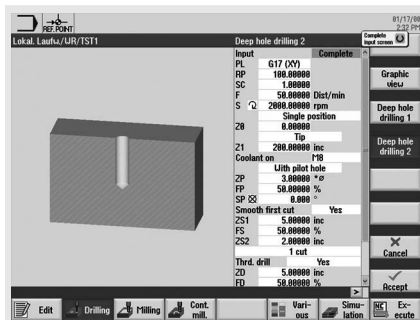 REF. POINT
01/17/00
2:32 PM
Lokal. Laufw/WR/TST1
Deep hole drilling 2
Complete input screen
Input Complete
PL G17 (XY)
RP 100.00000
SC 1.00000
F 50.00000 Dist/min
S 2000.00000 rpm
Single position
Z0 0.00000
Tip
Z1 200.00000 inc
Coolant on M8
With pilot hole
ZP 3.00000 *ø
FP 50.00000 %
SP 0.000 °
Smooth first cut Yes
ZS1 5.00000 inc
FS 50.00000 %
ZS2 2.00000 inc
1 cut
Thrd. drill Yes
ZD 5.00000 inc
FD 50.00000 %
Graphic view
Deep hole drilling 1
Deep hole drilling 2
Cancel
Accept
Edit
Drilling
Milling
Cont. mill.
Vari-ous
Simu-lation
NC Ex-ecute